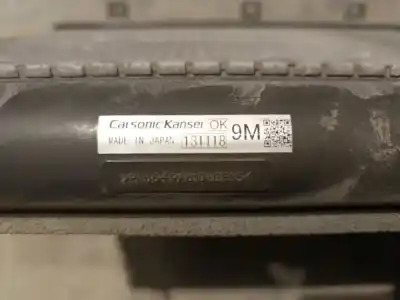 Calsonic Kansei OK 9M
MADE IN JAPAN 131118